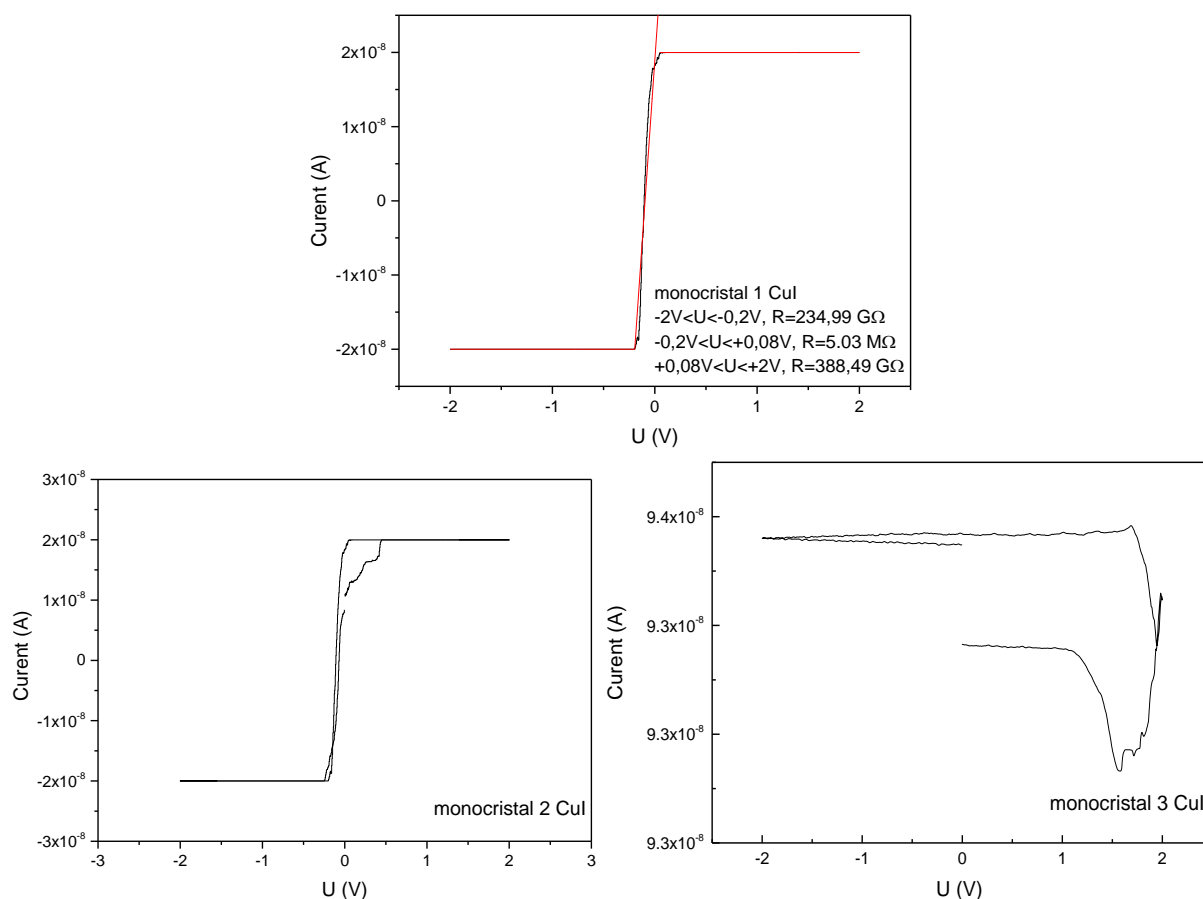 2x10⁻⁸
1x10⁻⁸
0
-1x10⁻⁸
-2x10⁻⁸
Curent (A)
monocristal 1 CuI
-2V<U<-0,2V, R=234,99 GΩ
-0,2V<U<+0,08V, R=5.03 MΩ
+0,08V<U<+2V, R=388,49 GΩ
-2 -1 0 1 2
U (V)
3x10⁻⁸
2x10⁻⁸
1x10⁻⁸
0
-1x10⁻⁸
-2x10⁻⁸
-3x10⁻⁸
Curent (A)
monocristal 2 CuI
-3 -2 -1 0 1 2 3
U (V)
9.4x10⁻⁸
9.3x10⁻⁸
9.3x10⁻⁸
9.3x10⁻⁸
Curent (A)
monocristal 3 CuI
-2 -1 0 1 2
U (V)